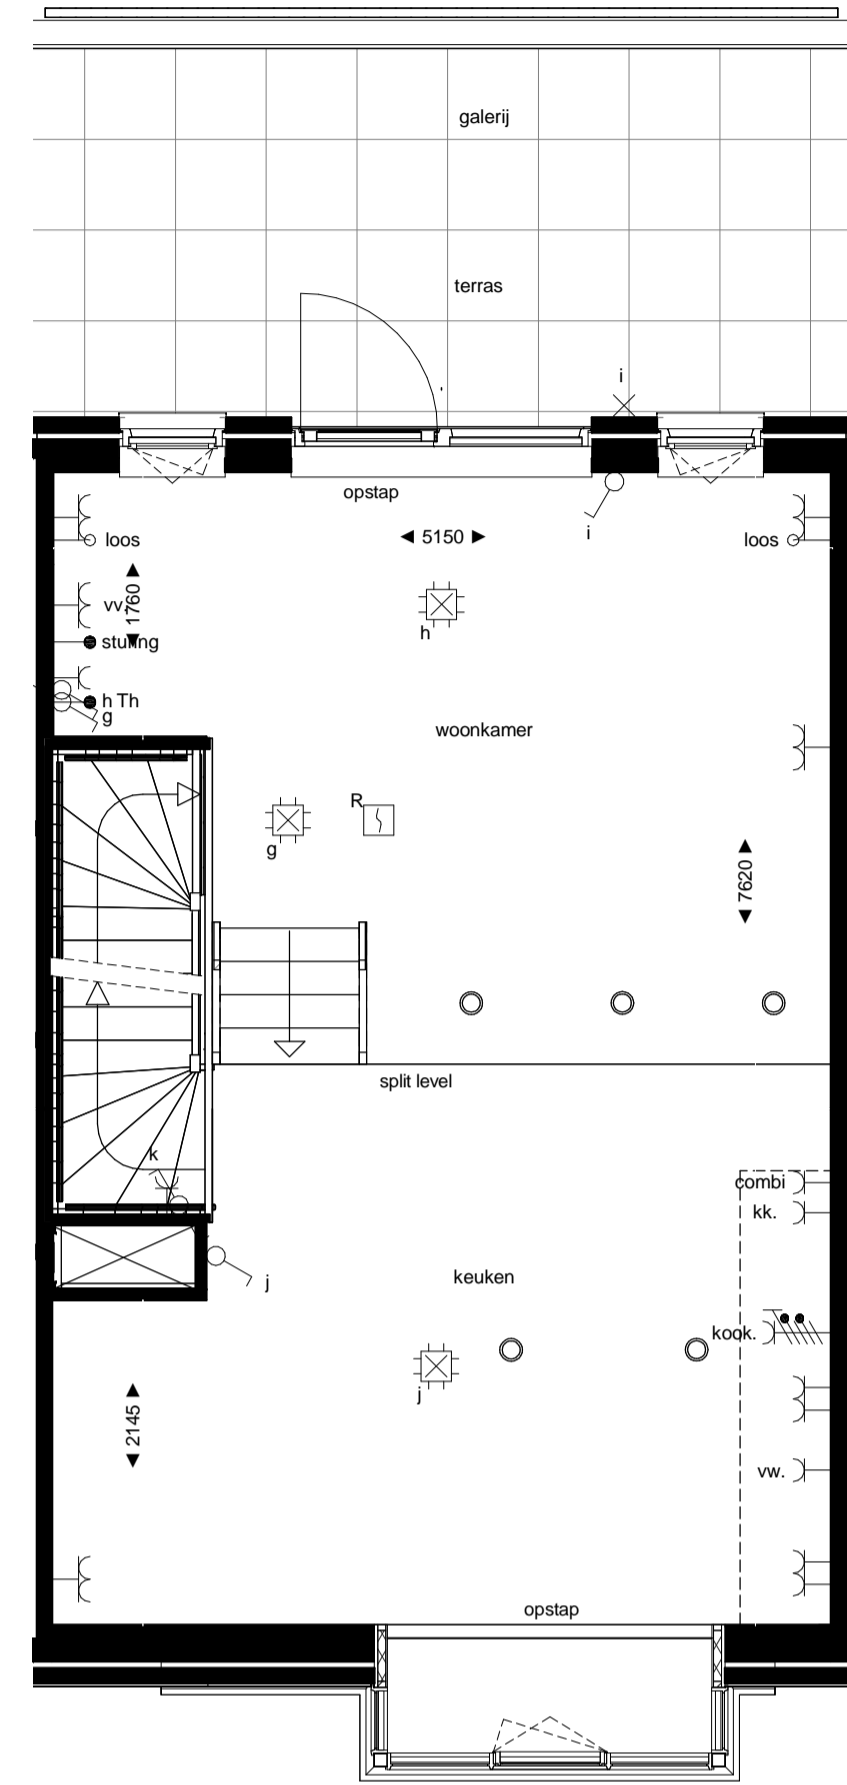 galerij
terras
i
opstap
5150
i
loos
loos
1760
vv.
h
sturing
h Th
g
woonkamer
R
g
7620
split level
k
combi
kk.
keuken
j
kook.
j
2145
vw.
opstap